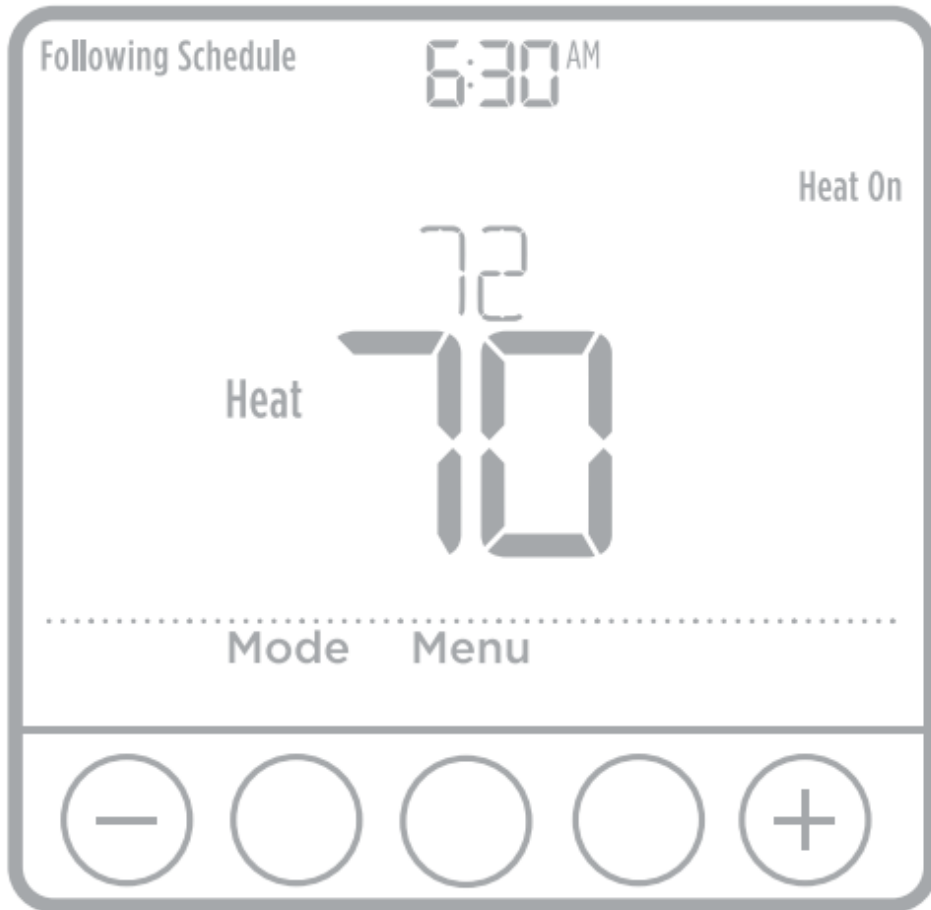 Following Schedule 6:30 AM
Heat On
72
Heat 70
Mode Menu
− +